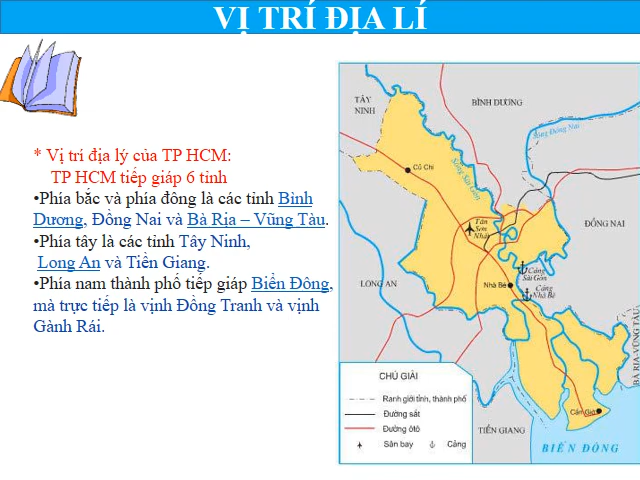 VỊ TRÍ ĐỊA LÍ
* Vị trí địa lý của TP HCM:
TP HCM tiếp giáp 6 tỉnh
•Phía bắc và phía đông là các tỉnh Bình
Dương, Đồng Nai và Bà Rịa – Vũng Tàu.
•Phía tây là các tỉnh Tây Ninh,
Long An và Tiền Giang.
•Phía nam thành phố tiếp giáp Biển Đông,
mà trực tiếp là vịnh Đồng Tranh và vịnh
Gành Rái.
TÂY
NINH
BÌNH DƯƠNG
Sông Đồng Nai
Củ Chi
Sông Sài Gòn
Tân
Sơn
Nhất
ĐỒNG NAI
Cảng
Sài Gòn
LONG AN
Nhà Bè
Cảng
Nhà Bè
BÀ RỊA-VŨNG TÀU
CHÚ GIẢI
Ranh giới tỉnh, thành phố
Đường sắt
Đường ôtô
Sân bay
Cảng
Cần Giờ
TIỀN GIANG
BIỂN ĐÔNG